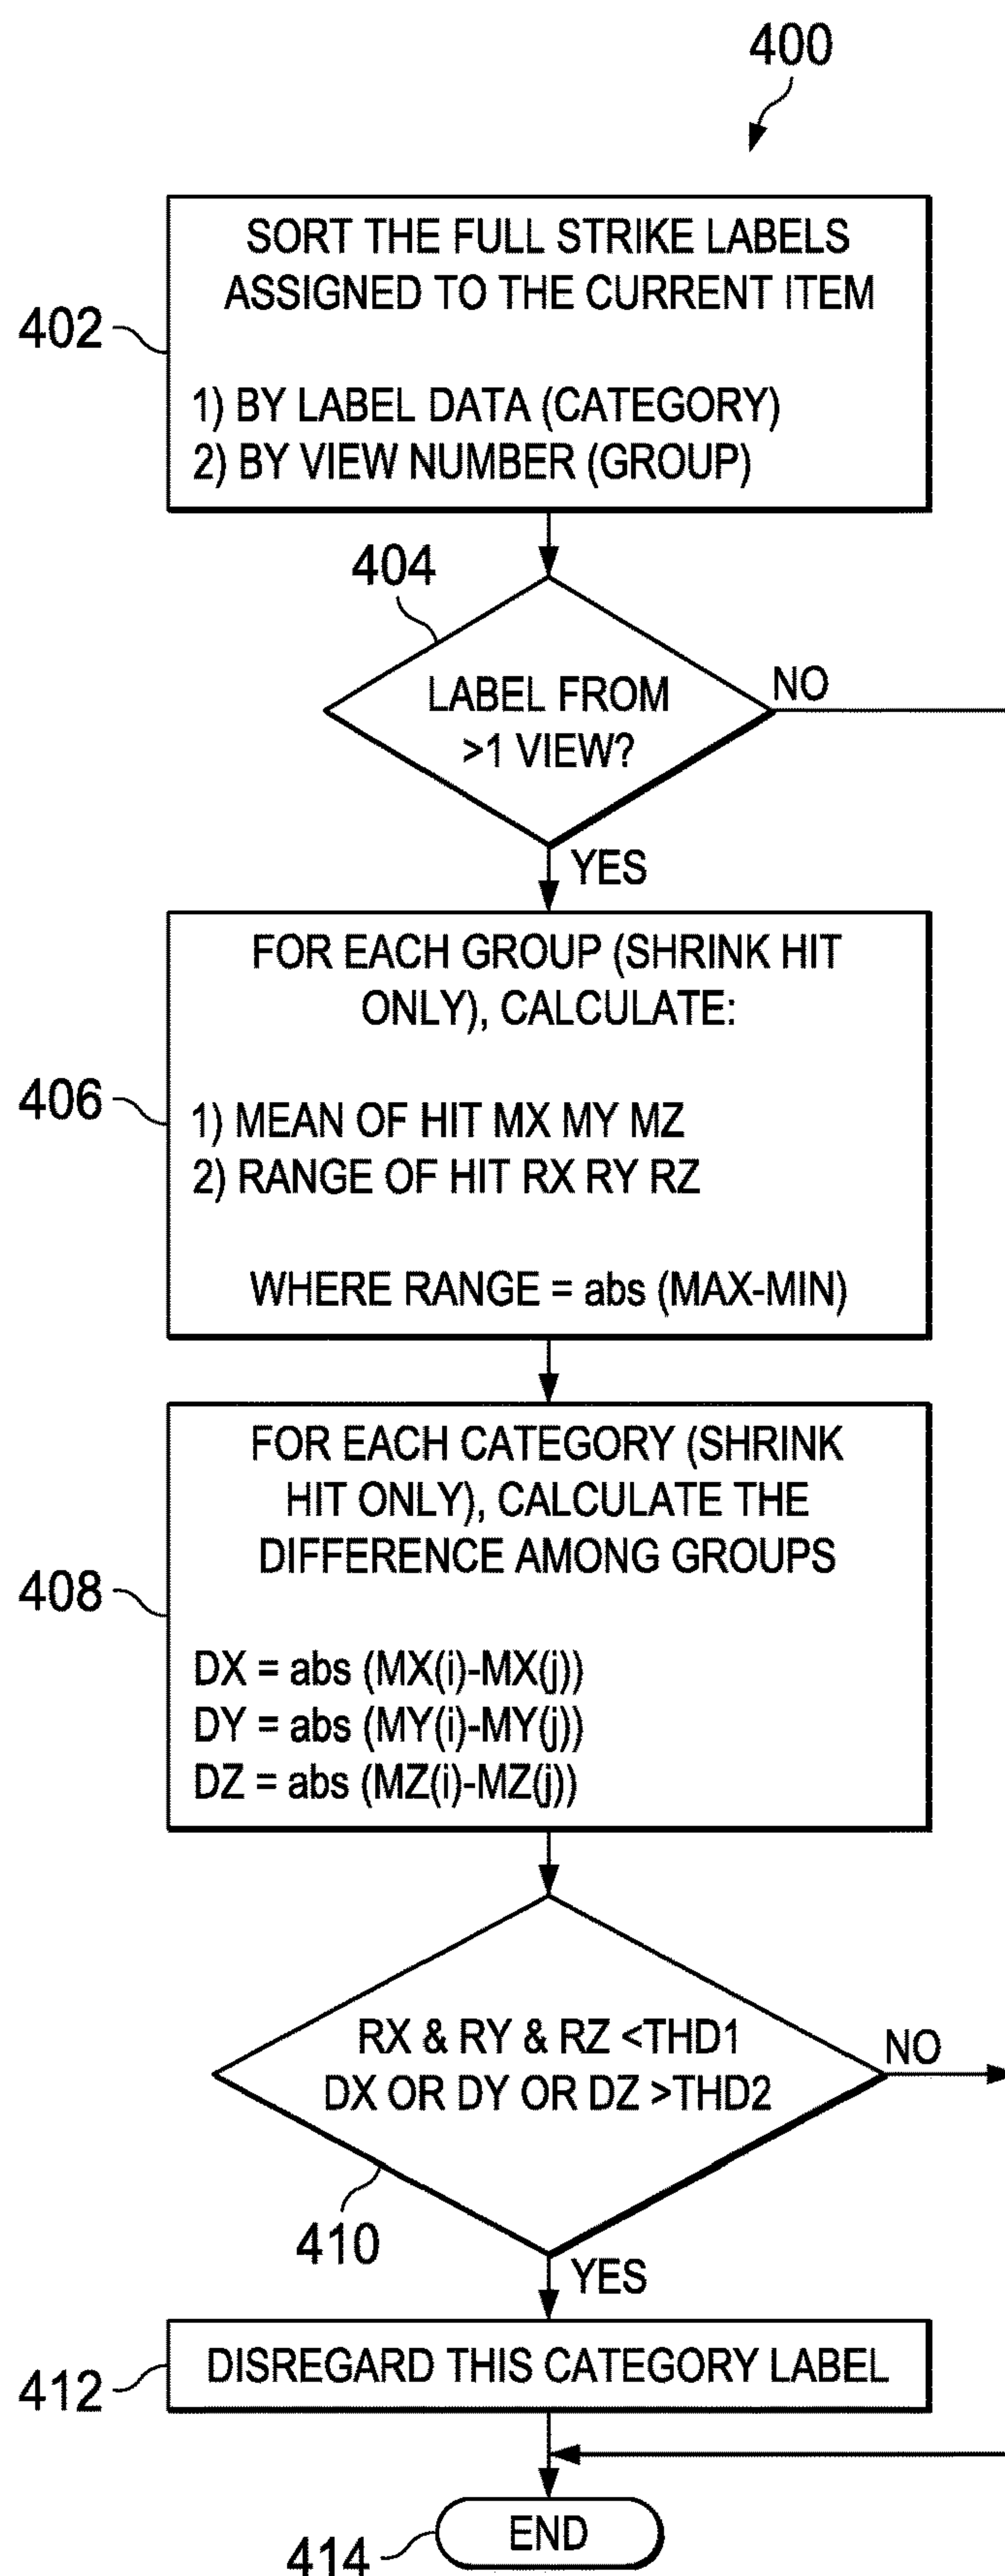 400
SORT THE FULL STRIKE LABELS
ASSIGNED TO THE CURRENT ITEM
402
1) BY LABEL DATA (CATEGORY)
2) BY VIEW NUMBER (GROUP)
404
LABEL FROM
>1 VIEW?
NO
YES
FOR EACH GROUP (SHRINK HIT
ONLY), CALCULATE:
406
1) MEAN OF HIT MX MY MZ
2) RANGE OF HIT RX RY RZ
WHERE RANGE = abs (MAX-MIN)
FOR EACH CATEGORY (SHRINK
HIT ONLY), CALCULATE THE
DIFFERENCE AMONG GROUPS
408
DX = abs (MX(i)-MX(j))
DY = abs (MY(i)-MY(j))
DZ = abs (MZ(i)-MZ(j))
RX & RY & RZ <THD1
DX OR DY OR DZ >THD2
NO
410
YES
412
DISREGARD THIS CATEGORY LABEL
END
414